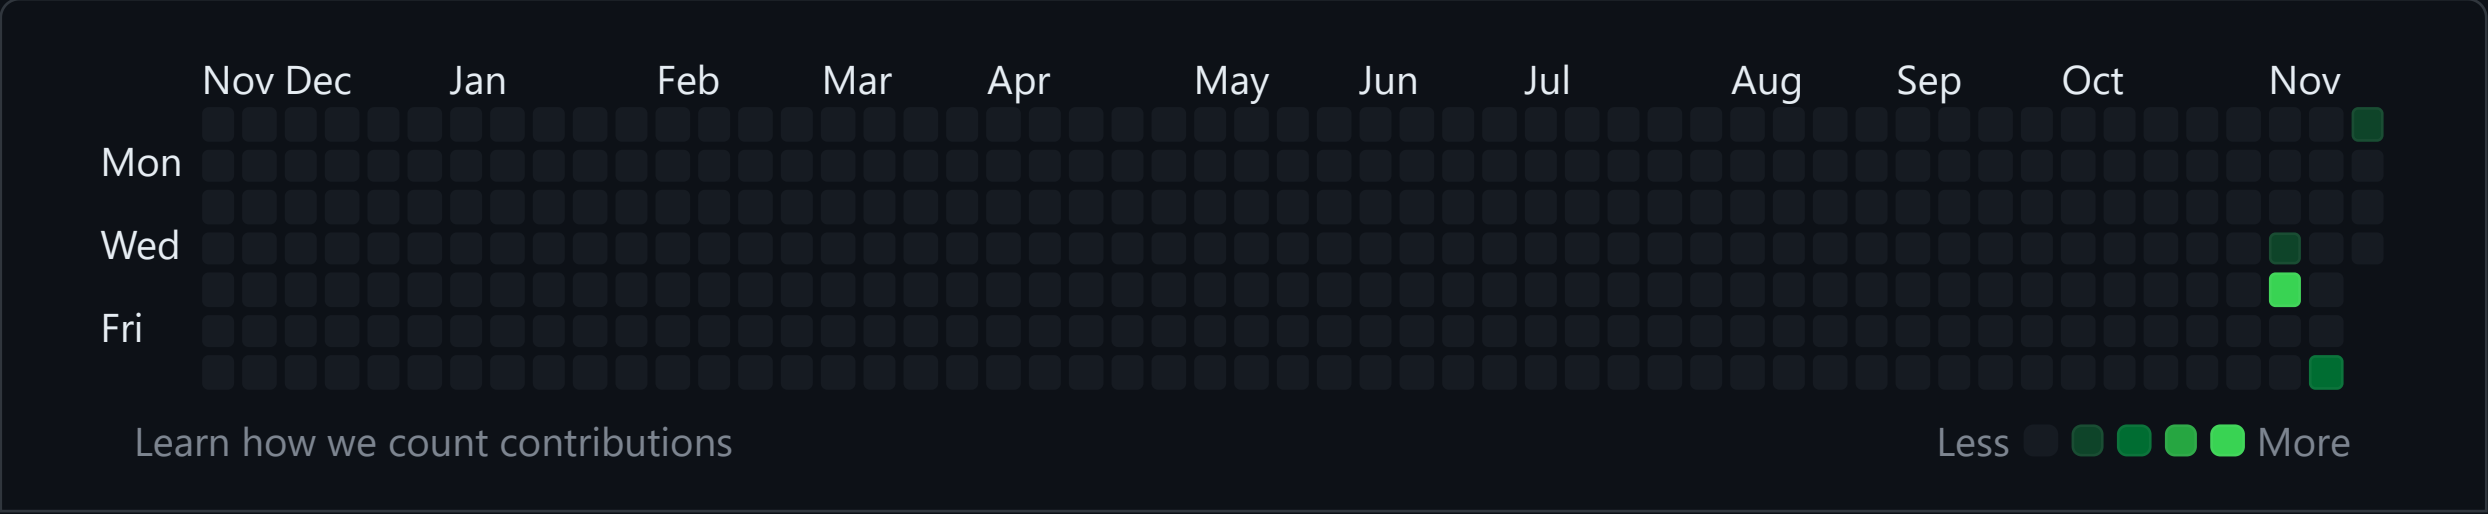 Nov Dec Jan Feb Mar Apr May Jun Jul Aug Sep Oct Nov
Mon
Wed
Fri
Learn how we count contributions Less More